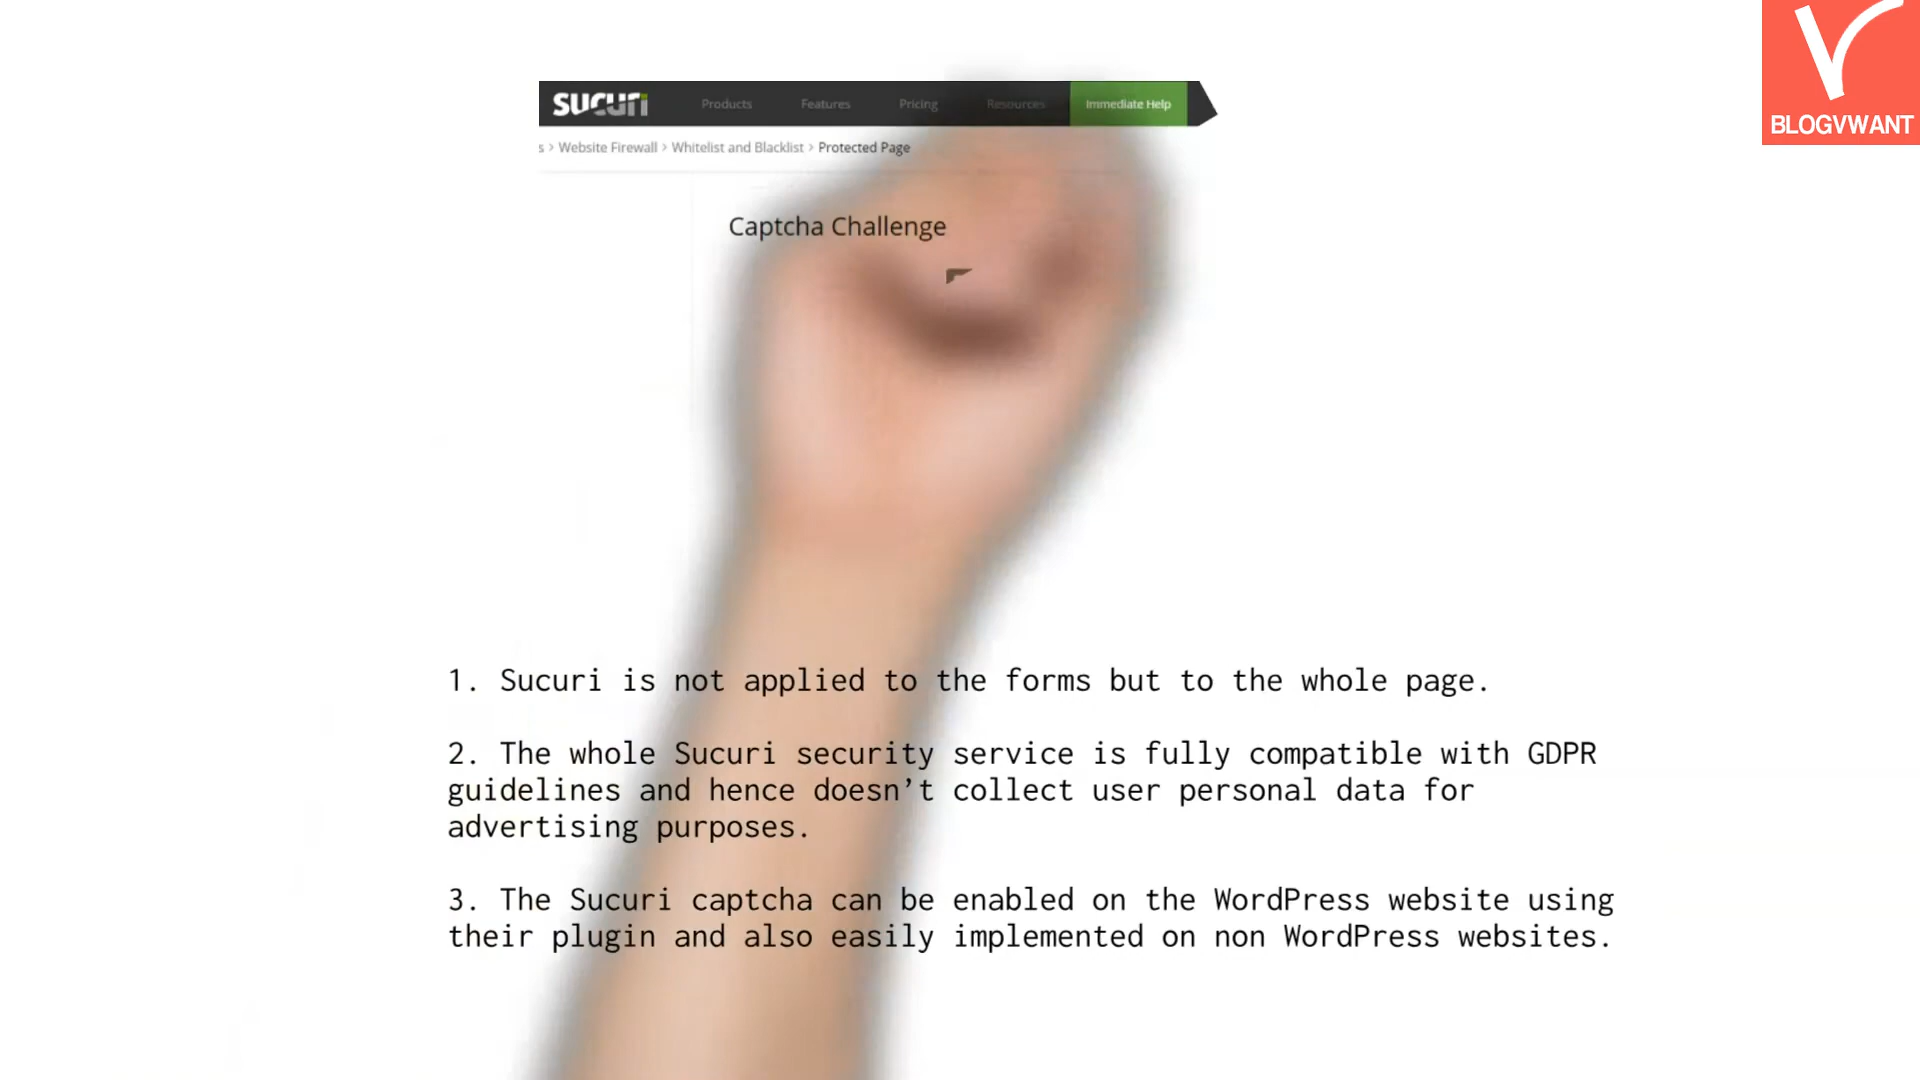 sucuri Products Features Pricing Resources Immediate Help
s > Website Firewall > Whitelist and Blacklist > Protected Page
Captcha Challenge
BLOGVWANT
1. Sucuri is not applied to the forms but to the whole page.
2. The whole Sucuri security service is fully compatible with GDPR
guidelines and hence doesn’t collect user personal data for
advertising purposes.
3. The Sucuri captcha can be enabled on the WordPress website using
their plugin and also easily implemented on non WordPress websites.